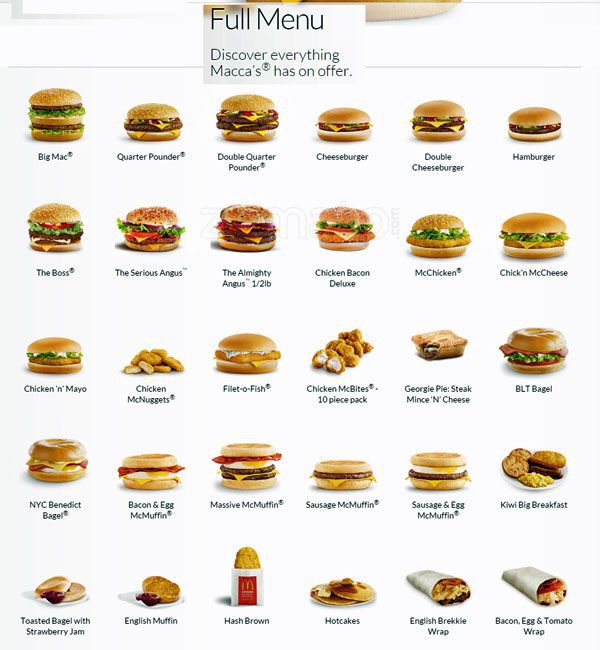 Full Menu
Discover everything
Macca's® has on offer.
Big Mac®
Quarter Pounder®
Double Quarter
Pounder®
Cheeseburger
Double
Cheeseburger
Hamburger
The Boss®
The Serious Angus™
The Almighty
Angus™ 1/2lb
Chicken Bacon
Deluxe
McChicken®
Chick'n McCheese
Chicken 'n' Mayo
Chicken
McNuggets®
Filet-o-Fish®
Chicken McBites® -
10 piece pack
Georgie Pie: Steak
Mince 'N' Cheese
BLT Bagel
NYC Benedict
Bagel®
Bacon & Egg
McMuffin®
Massive McMuffin®
Sausage McMuffin®
Sausage & Egg
McMuffin®
Kiwi Big Breakfast
Toasted Bagel with
Strawberry Jam
English Muffin
Hash Brown
Hotcakes
English Brekkie
Wrap
Bacon, Egg & Tomato
Wrap